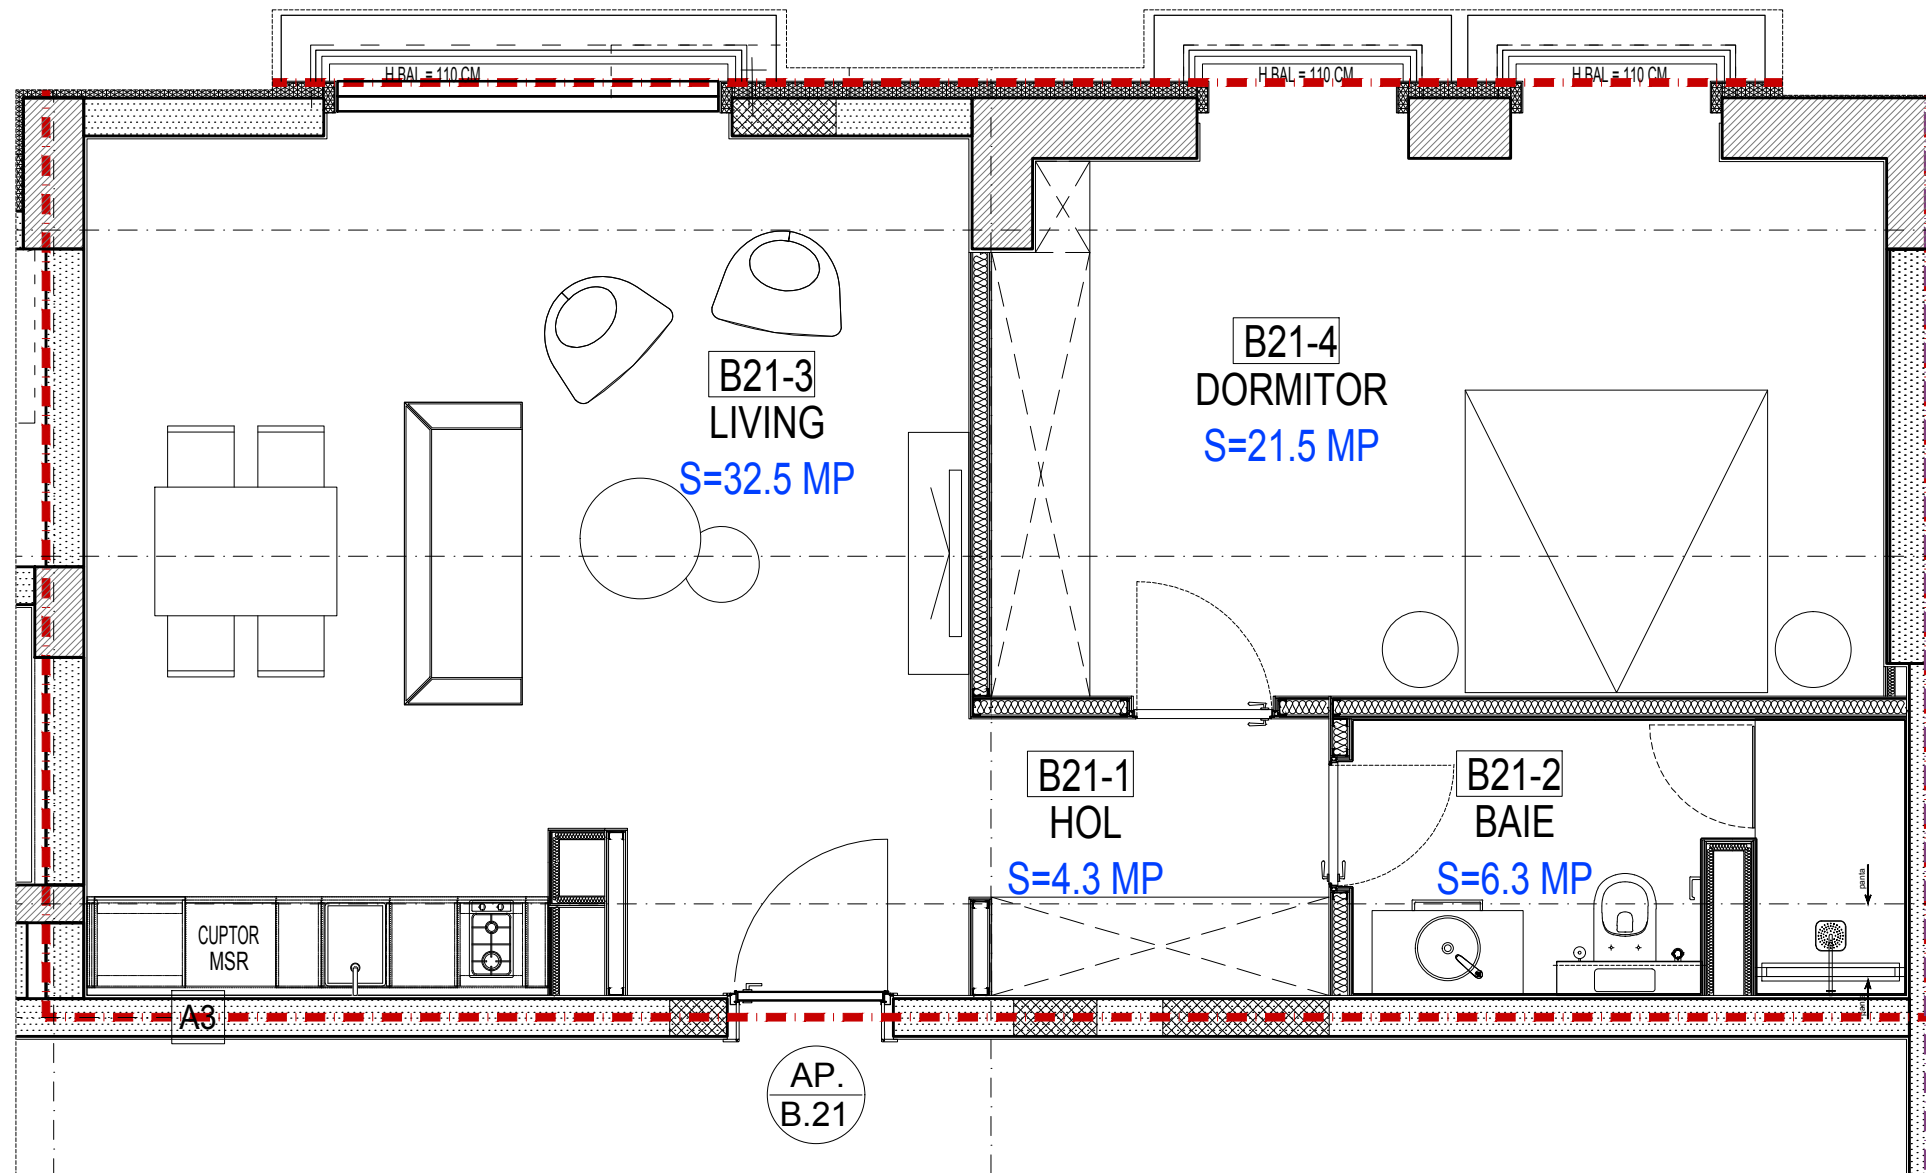 H BAL = 110 CM
H BAL = 110 CM
H BAL = 110 CM
B21-3
LIVING
S=32.5 MP
B21-4
DORMITOR
S=21.5 MP
B21-1
HOL
S=4.3 MP
B21-2
BAIE
S=6.3 MP
CUPTOR
MSR
A3
panta
AP.
B.21